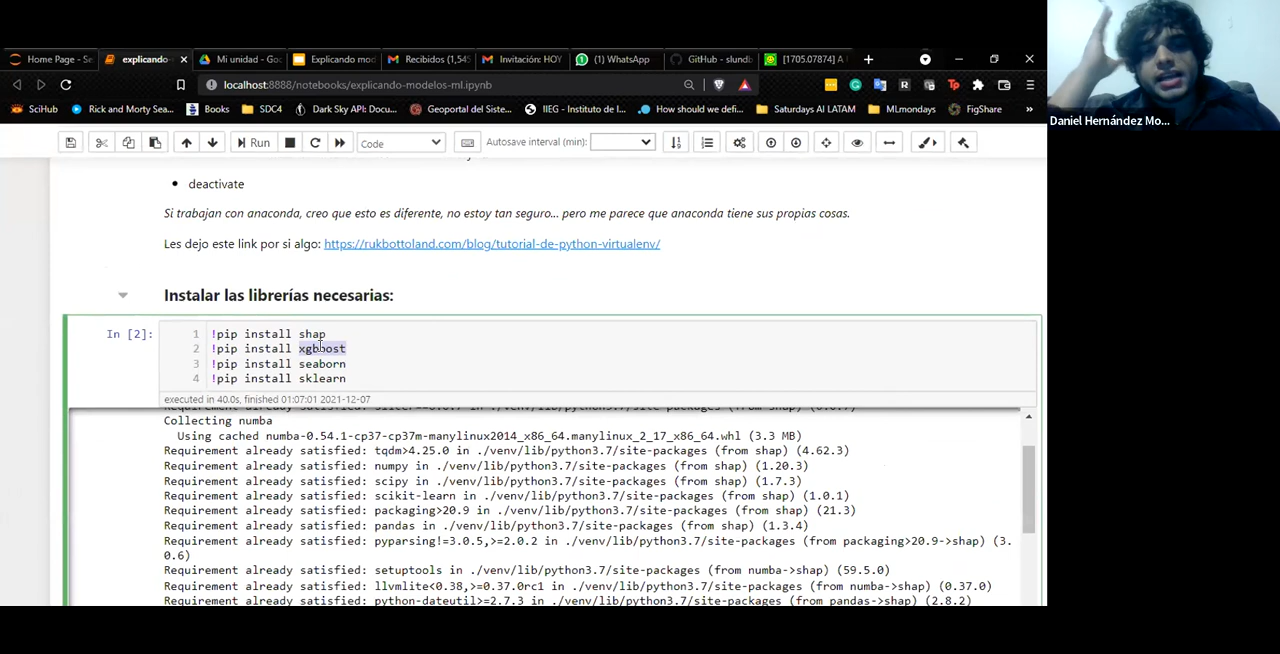 Home Page - Se
explicando-
Mi unidad - Goo
Explicando mod
Recibidos (1,545
Invitación: HOY
(1) WhatsApp
GitHub - slundb
[1705.07874] A
localhost:8888/notebooks/explicando-modelos-ml.ipynb
SciHub
Rick and Morty Sea...
Books
SDC4
Dark Sky API: Docu...
Geoportal del Siste...
IIEG - Instituto de I...
How should we defi...
Saturdays AI LATAM
MLmondays
FigShare
»
Daniel Hernández Mo...
Run
Code
Autosave interval (min):
• deactivate
Si trabajan con anaconda, creo que esto es diferente, no estoy tan seguro... pero me parece que anaconda tiene sus propias cosas.
Les dejo este link por si algo: https://rukbottoland.com/blog/tutorial-de-python-virtualenv/
Instalar las librerías necesarias:
In [2]:
1 !pip install shap
2 !pip install xgboost
3 !pip install seaborn
4 !pip install sklearn
executed in 40.0s, finished 01:07:01 2021-12-07
Collecting numba
Using cached numba-0.54.1-cp37-cp37m-manylinux2014_x86_64.manylinux_2_17_x86_64.whl (3.3 MB)
Requirement already satisfied: tqdm>4.25.0 in ./venv/lib/python3.7/site-packages (from shap) (4.62.3)
Requirement already satisfied: numpy in ./venv/lib/python3.7/site-packages (from shap) (1.20.3)
Requirement already satisfied: scipy in ./venv/lib/python3.7/site-packages (from shap) (1.7.3)
Requirement already satisfied: scikit-learn in ./venv/lib/python3.7/site-packages (from shap) (1.0.1)
Requirement already satisfied: packaging>20.9 in ./venv/lib/python3.7/site-packages (from shap) (21.3)
Requirement already satisfied: pandas in ./venv/lib/python3.7/site-packages (from shap) (1.3.4)
Requirement already satisfied: pyparsing!=3.0.5,>=2.0.2 in ./venv/lib/python3.7/site-packages (from packaging>20.9->shap) (3.
0.6)
Requirement already satisfied: setuptools in ./venv/lib/python3.7/site-packages (from numba->shap) (59.5.0)
Requirement already satisfied: llvmlite<0.38,>=0.37.0rc1 in ./venv/lib/python3.7/site-packages (from numba->shap) (0.37.0)
Requirement already satisfied: python-dateutil>=2.7.3 in ./venv/lib/python3.7/site-packages (from pandas->shap) (2.8.2)